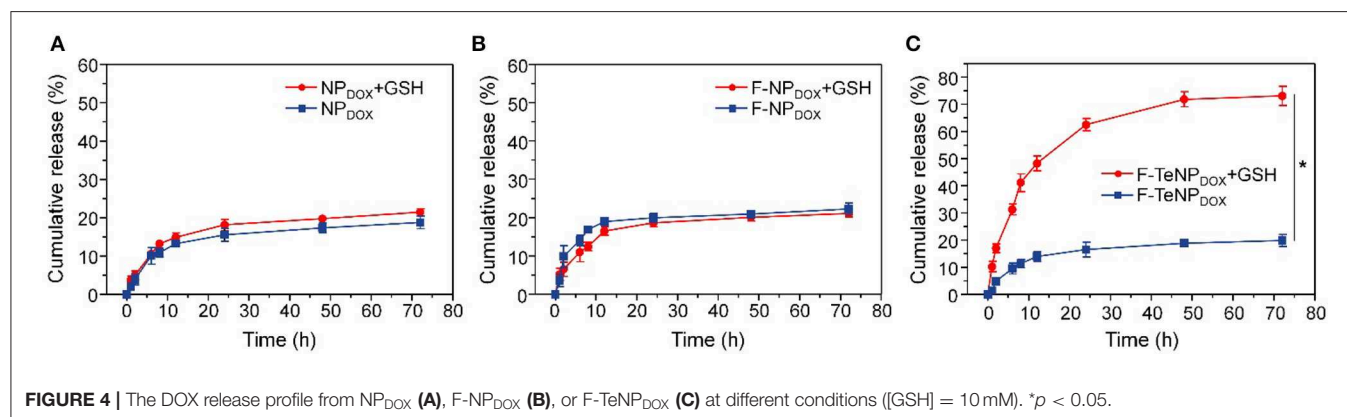 A
Cumulative release (%)
60
50
40
30
20
10
0
NPDOX+GSH
NPDOX
0 10 20 30 40 50 60 70 80
Time (h)
B
Cumulative release (%)
60
50
40
30
20
10
0
F-NPDOX+GSH
F-NPDOX
0 10 20 30 40 50 60 70 80
Time (h)
C
Cumulative release (%)
80
70
60
50
40
30
20
10
0
F-TeNPDOX+GSH
F-TeNPDOX
*
0 10 20 30 40 50 60 70 80
Time (h)
FIGURE 4 | The DOX release profile from NPDOX (A), F-NPDOX (B), or F-TeNPDOX (C) at different conditions ([GSH] = 10 mM). *p < 0.05.